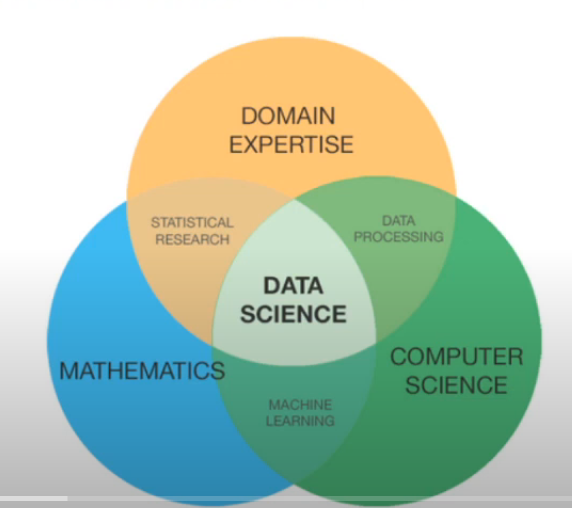 DOMAIN
EXPERTISE
STATISTICAL
RESEARCH
DATA
PROCESSING
DATA
SCIENCE
MATHEMATICS
COMPUTER
SCIENCE
MACHINE
LEARNING